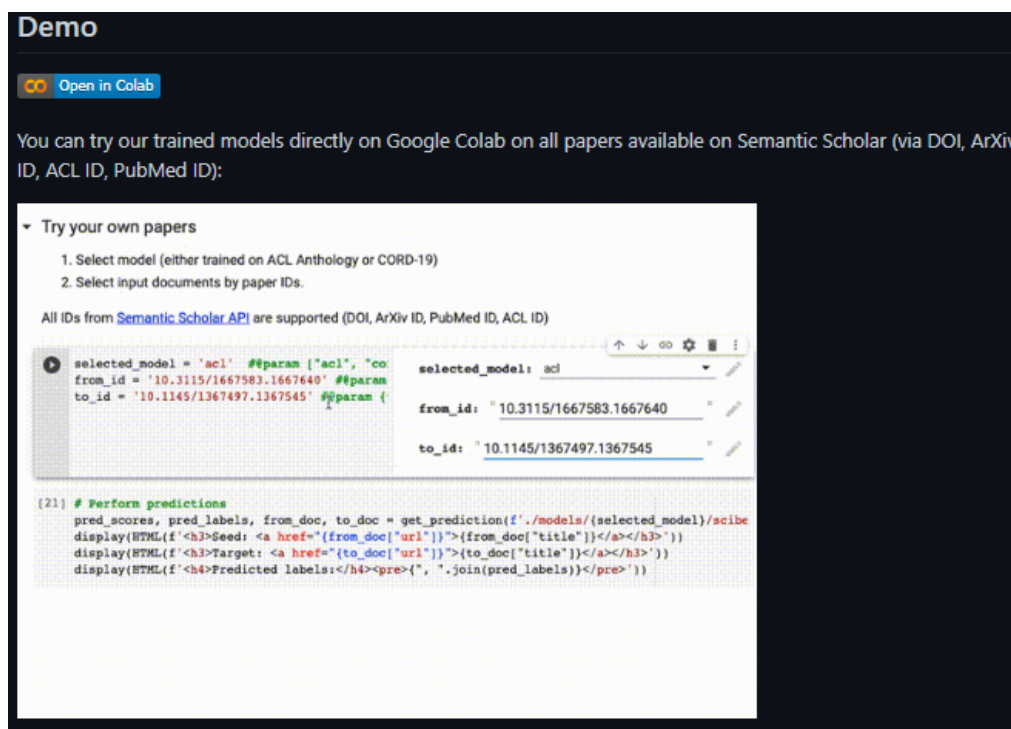 Demo
Open in Colab
You can try our trained models directly on Google Colab on all papers available on Semantic Scholar (via DOI, ArXiv
ID, ACL ID, PubMed ID):
Try your own papers
1. Select model (either trained on ACL Anthology or CORD-19)
2. Select input documents by paper IDs.
All IDs from Semantic Scholar API are supported (DOI, ArXiv ID, PubMed ID, ACL ID)
selected_model = 'acl' #@param ["acl", "co
from_id = '10.3115/1667583.1667640' #@param
to_id = '10.1145/1367497.1367545' #@param {
selected_model: acl
from_id: "10.3115/1667583.1667640"
to_id: "10.1145/1367497.1367545"
[21] # Perform predictions
pred_scores, pred_labels, from_doc, to_doc = get_prediction(f'./models/{selected_model}/scibe
display(HTML(f'<h3>Seed: <a href="{from_doc["url"]}">{from_doc["title"]}</a></h3>'))
display(HTML(f'<h3>Target: <a href="{to_doc["url"]}">{to_doc["title"]}</a></h3>'))
display(HTML(f'<h4>Predicted labels:</h4><pre>{", ".join(pred_labels)}</pre>'))